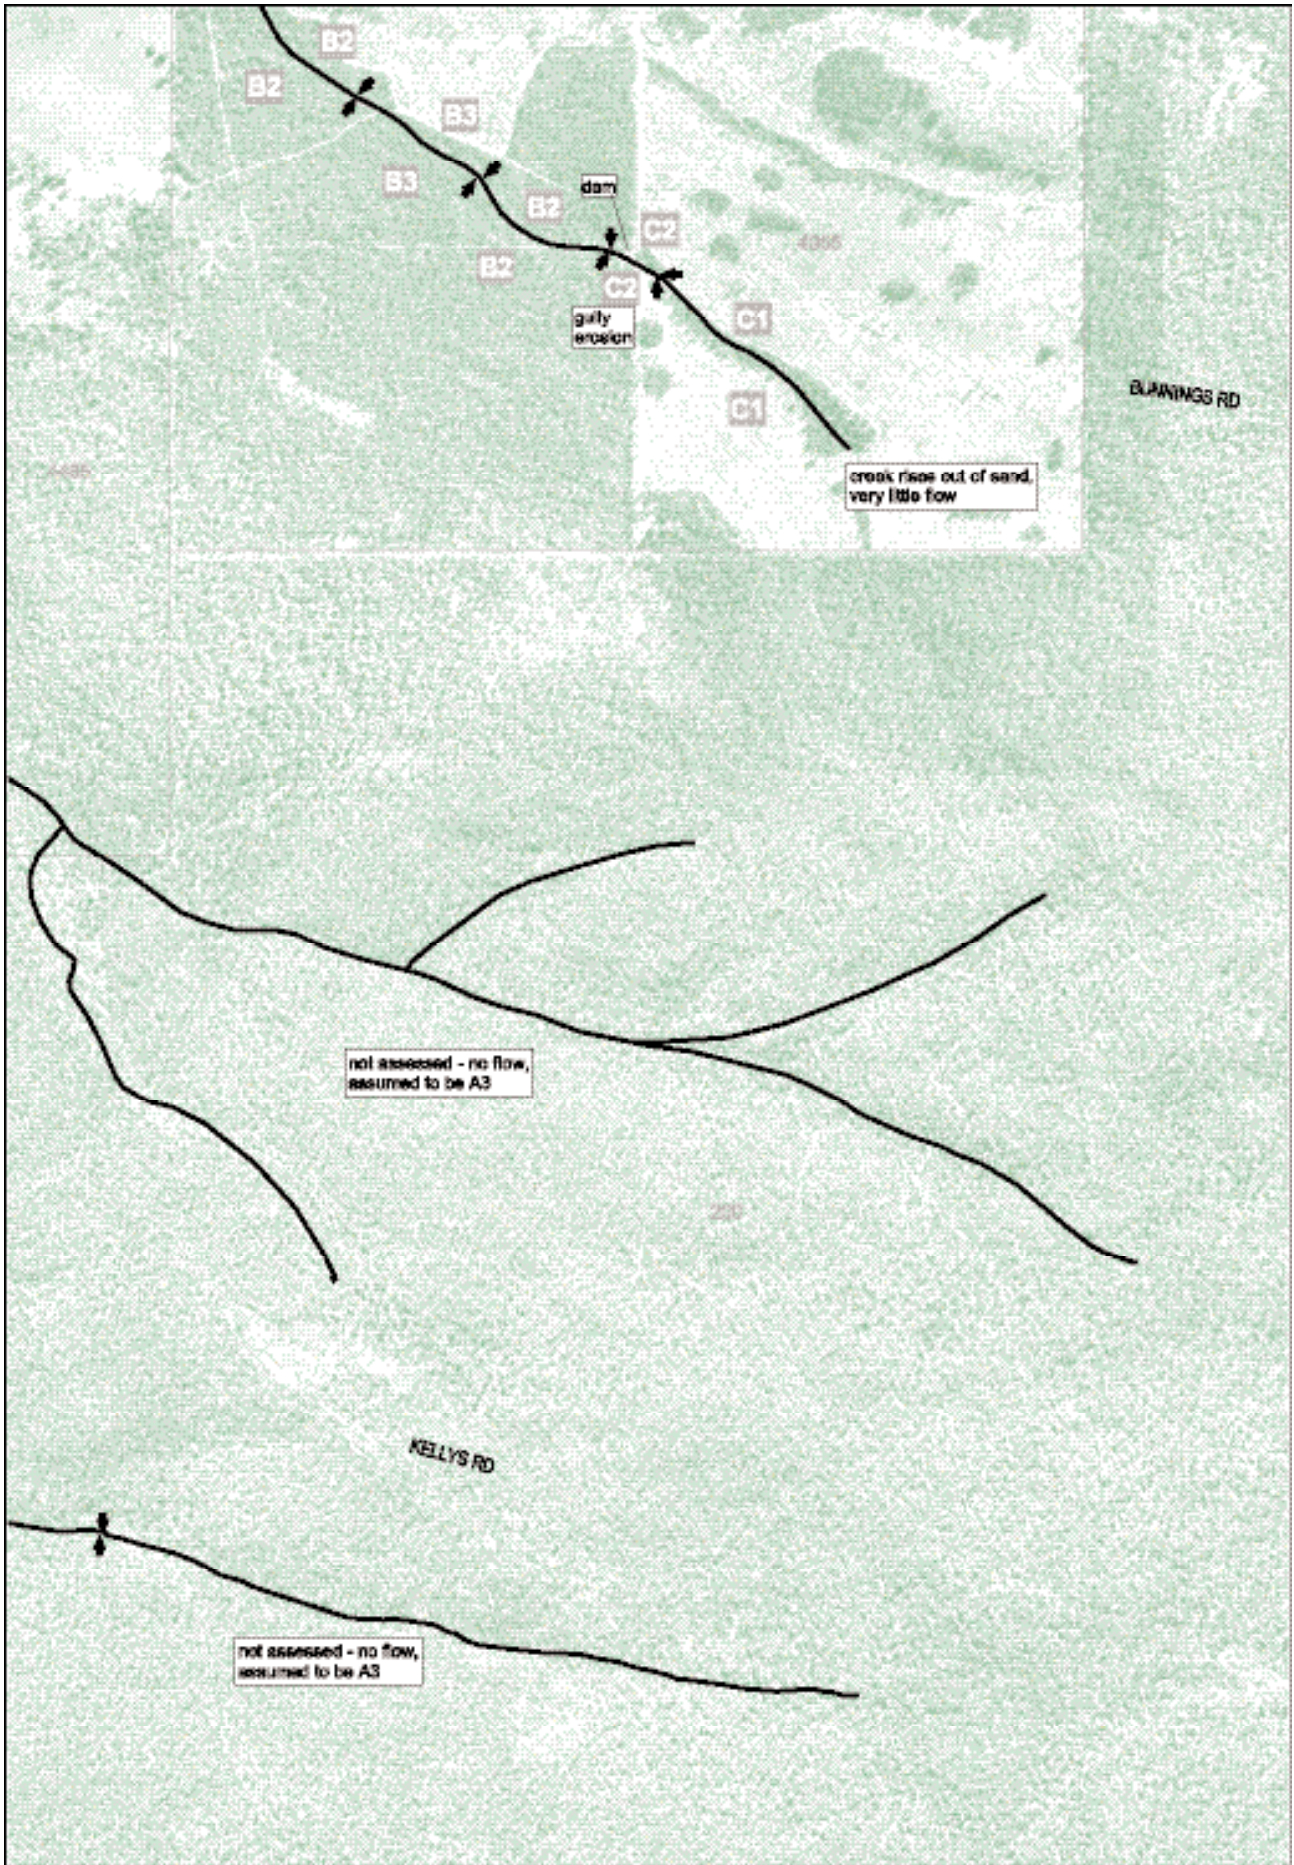 B2
B2
B3
B3
dam
B2
C2
4365
B2
C2
gully
erosion
C1
BUNNINGS RD
C1
creek rises out of sand,
very little flow
not assessed - no flow,
assumed to be A3
KELLYS RD
not assessed - no flow,
assumed to be A3